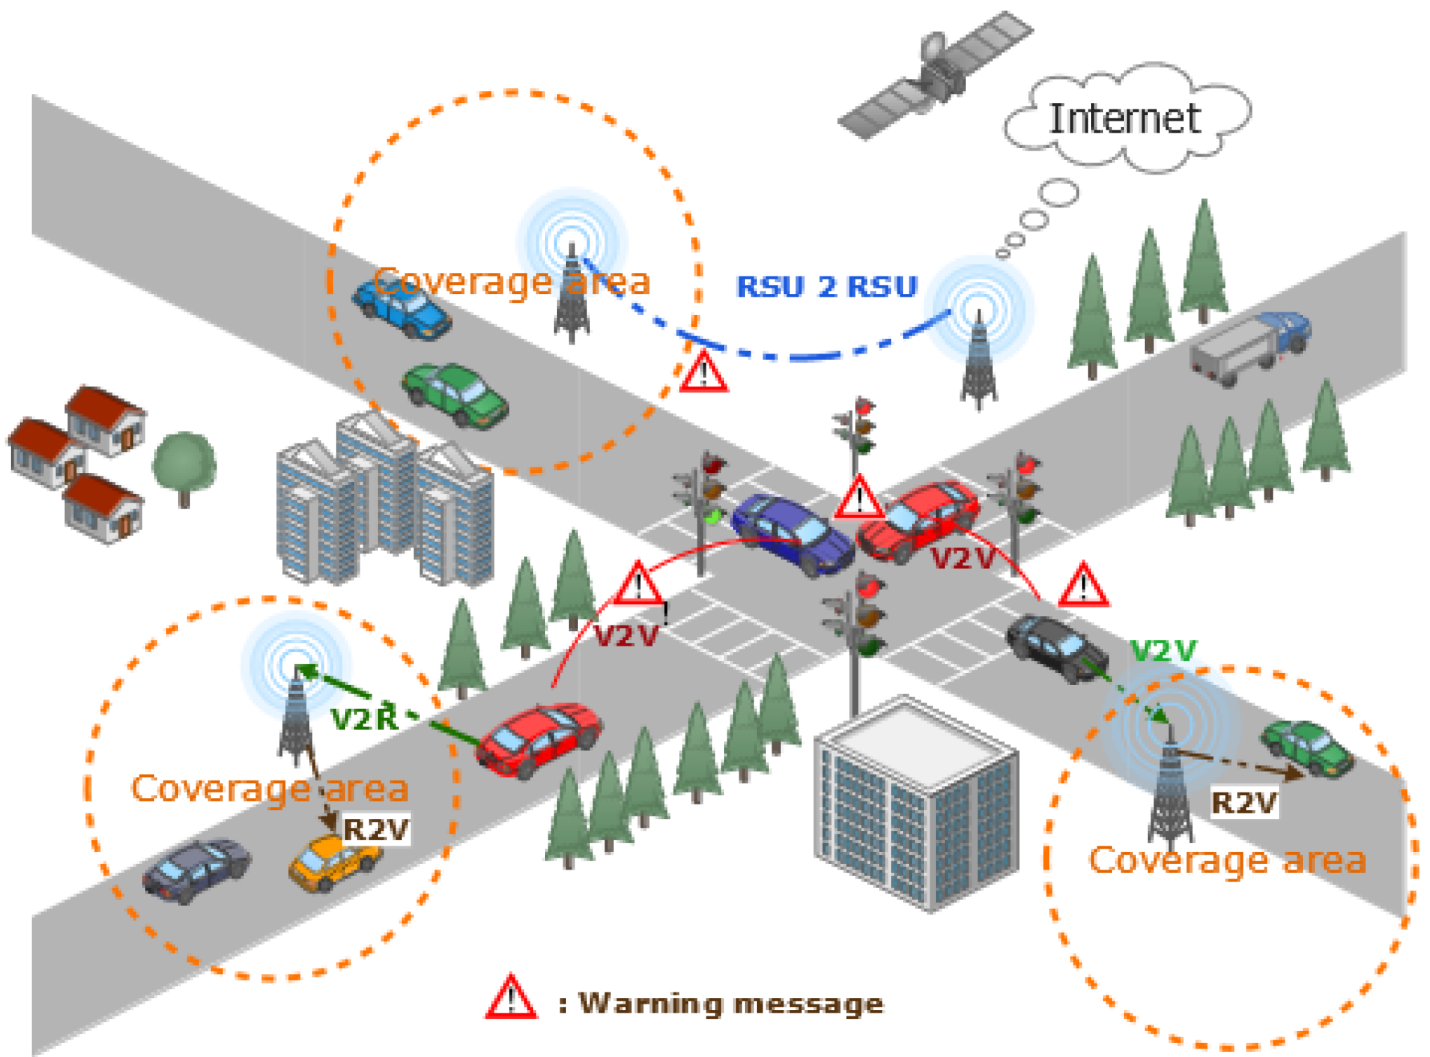 Internet
Coverage area
RSU 2 RSU
!
!
V2V
!
!
V2V
!
V2V
V2R
Coverage area
R2V
R2V
Coverage area
! : Warning message